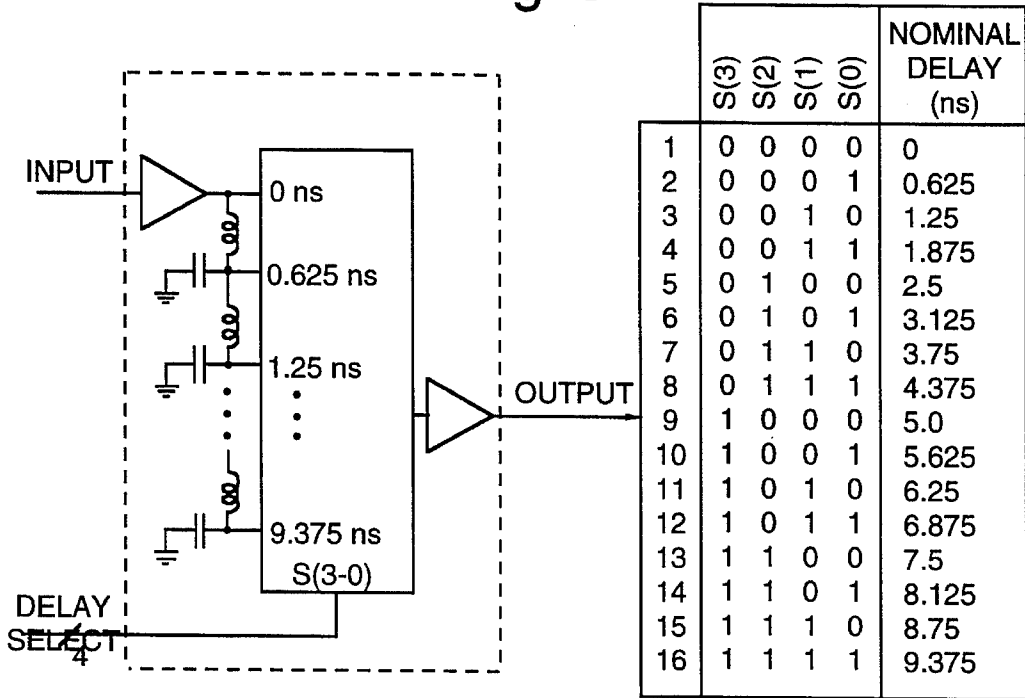 g
INPUT
0 ns
0.625 ns
1.25 ns
9.375 ns
S(3-0)
DELAY
SELECT
4
OUTPUT
S(3) S(2) S(1) S(0) NOMINAL DELAY (ns)
1 0 0 0 0 0
2 0 0 0 1 0.625
3 0 0 1 0 1.25
4 0 0 1 1 1.875
5 0 1 0 0 2.5
6 0 1 0 1 3.125
7 0 1 1 0 3.75
8 0 1 1 1 4.375
9 1 0 0 0 5.0
10 1 0 0 1 5.625
11 1 0 1 0 6.25
12 1 0 1 1 6.875
13 1 1 0 0 7.5
14 1 1 0 1 8.125
15 1 1 1 0 8.75
16 1 1 1 1 9.375